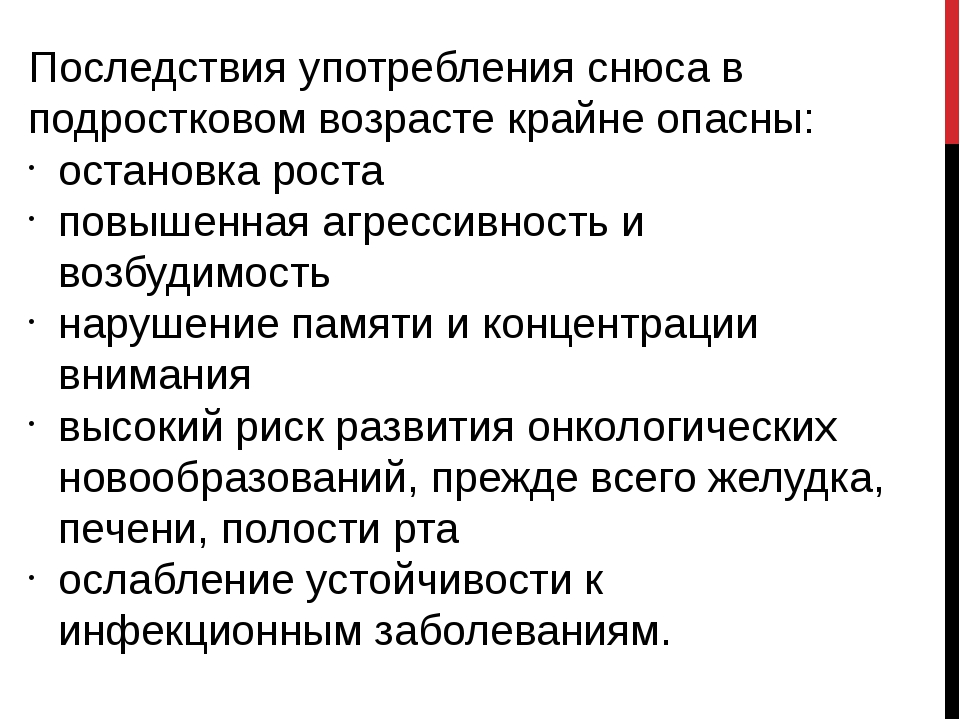 Последствия употребления снюса в
подростковом возрасте крайне опасны:
• остановка роста
• повышенная агрессивность и
возбудимость
• нарушение памяти и концентрации
внимания
• высокий риск развития онкологических
новообразований, прежде всего желудка,
печени, полости рта
• ослабление устойчивости к
инфекционным заболеваниям.